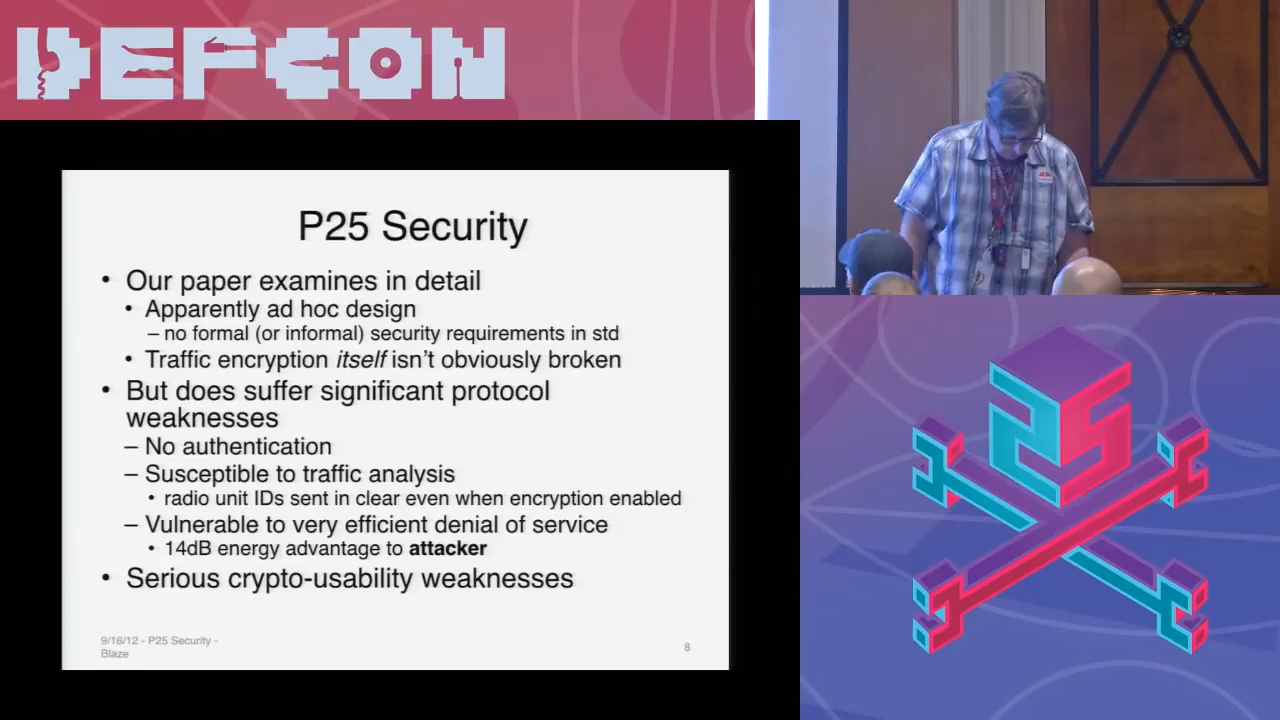 DEFCON
P25 Security
• Our paper examines in detail
• Apparently ad hoc design
– no formal (or informal) security requirements in std
• Traffic encryption itself isn't obviously broken
• But does suffer significant protocol
weaknesses
– No authentication
– Susceptible to traffic analysis
• radio unit IDs sent in clear even when encryption enabled
– Vulnerable to very efficient denial of service
• 14dB energy advantage to attacker
• Serious crypto-usability weaknesses
9/16/12 - P25 Security -
Blaze
8
25